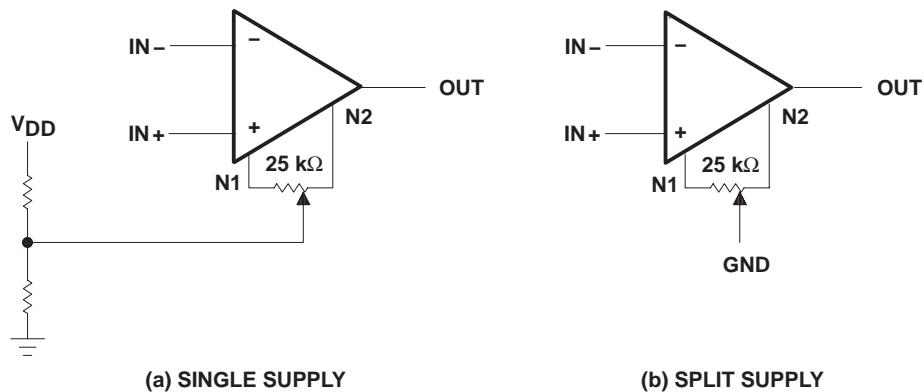 IN−
−
OUT
IN+
+
N2
VDD
25 kΩ
N1
(a) SINGLE SUPPLY
IN−
−
OUT
IN+
+
N2
25 kΩ
N1
GND
(b) SPLIT SUPPLY